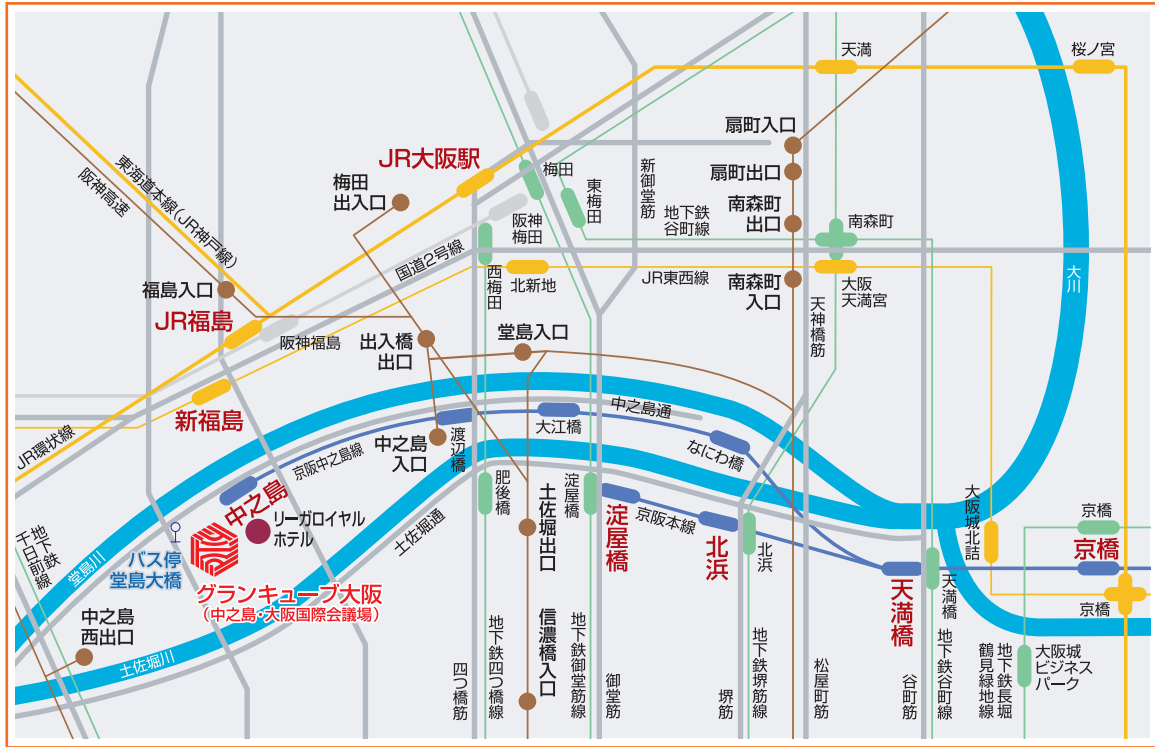 天満
桜ノ宮
扇町入口
JR大阪駅
梅田
扇町出口
東海道本線(JR神戸線)
阪神高速
梅田
出入口
東梅田
新御堂筋
地下鉄
谷町線
南森町
出口
南森町
阪神
梅田
国道2号線
西梅田
北新地
JR東西線
南森町
入口
大阪
天満宮
大川
福島入口
JR福島
阪神福島
出入橋
出口
堂島入口
天神橋筋
新福島
JR環状線
中之島通
大江橋
渡辺橋
なにわ橋
中之島
入口
京阪中之島線
中之島
リーガロイヤル
ホテル
肥後橋
淀屋橋
土佐堀出口
淀屋橋
京阪本線
北浜
北浜
大阪城北詰
京橋
京橋
京橋
天満橋
天満橋
土佐堀通
地下鉄
千日前線
堂島川
バス停
堂島大橋
グランキューブ大阪
(中之島・大阪国際会議場)
中之島
西出口
土佐堀川
四つ橋筋
地下鉄四つ橋線
信濃橋入口
地下鉄御堂筋線
御堂筋
堺筋
地下鉄堺筋線
松屋町筋
谷町筋
地下鉄谷町線
地下鉄長堀
鶴見緑地線
大阪城
ビジネス
パーク